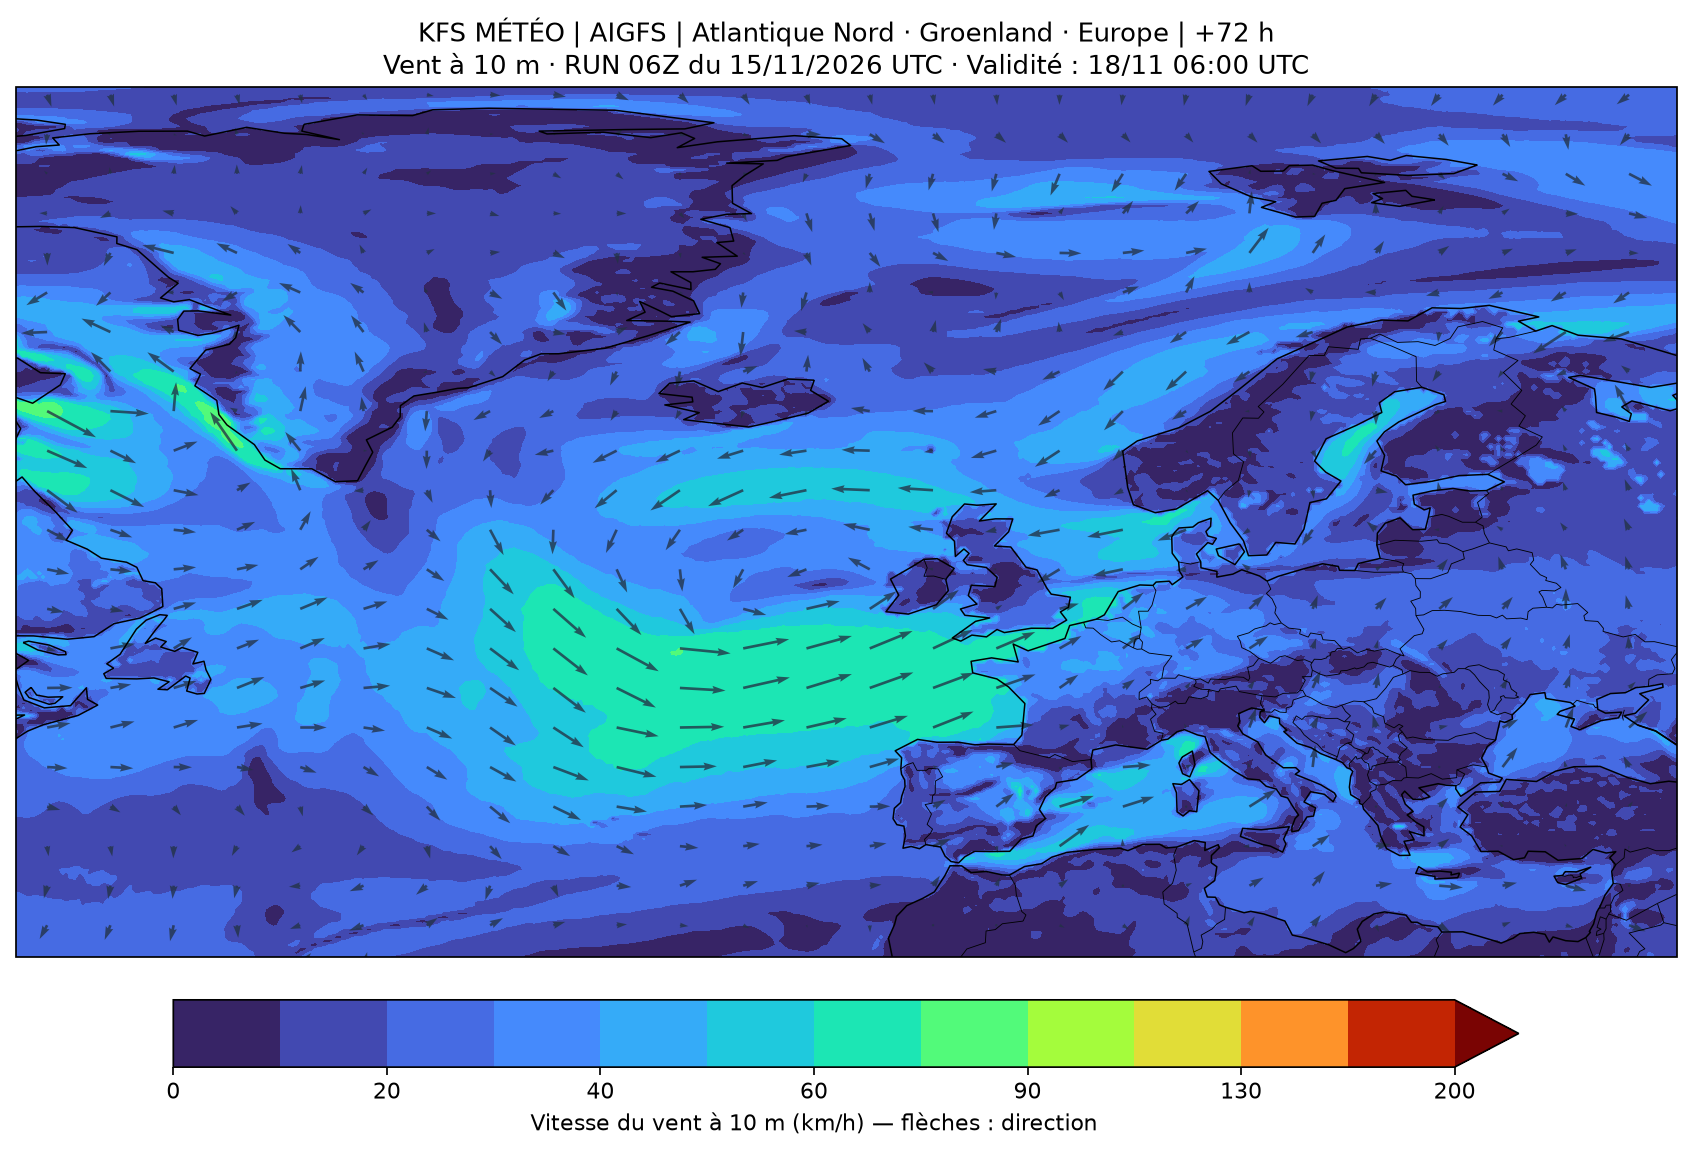 KFS MÉTÉO | AIGFS | Atlantique Nord · Groenland · Europe | +72 h
Vent à 10 m · RUN 06Z du 15/11/2026 UTC · Validité : 18/11 06:00 UTC
0 20 40 60 90 130 200
Vitesse du vent à 10 m (km/h) — flèches : direction